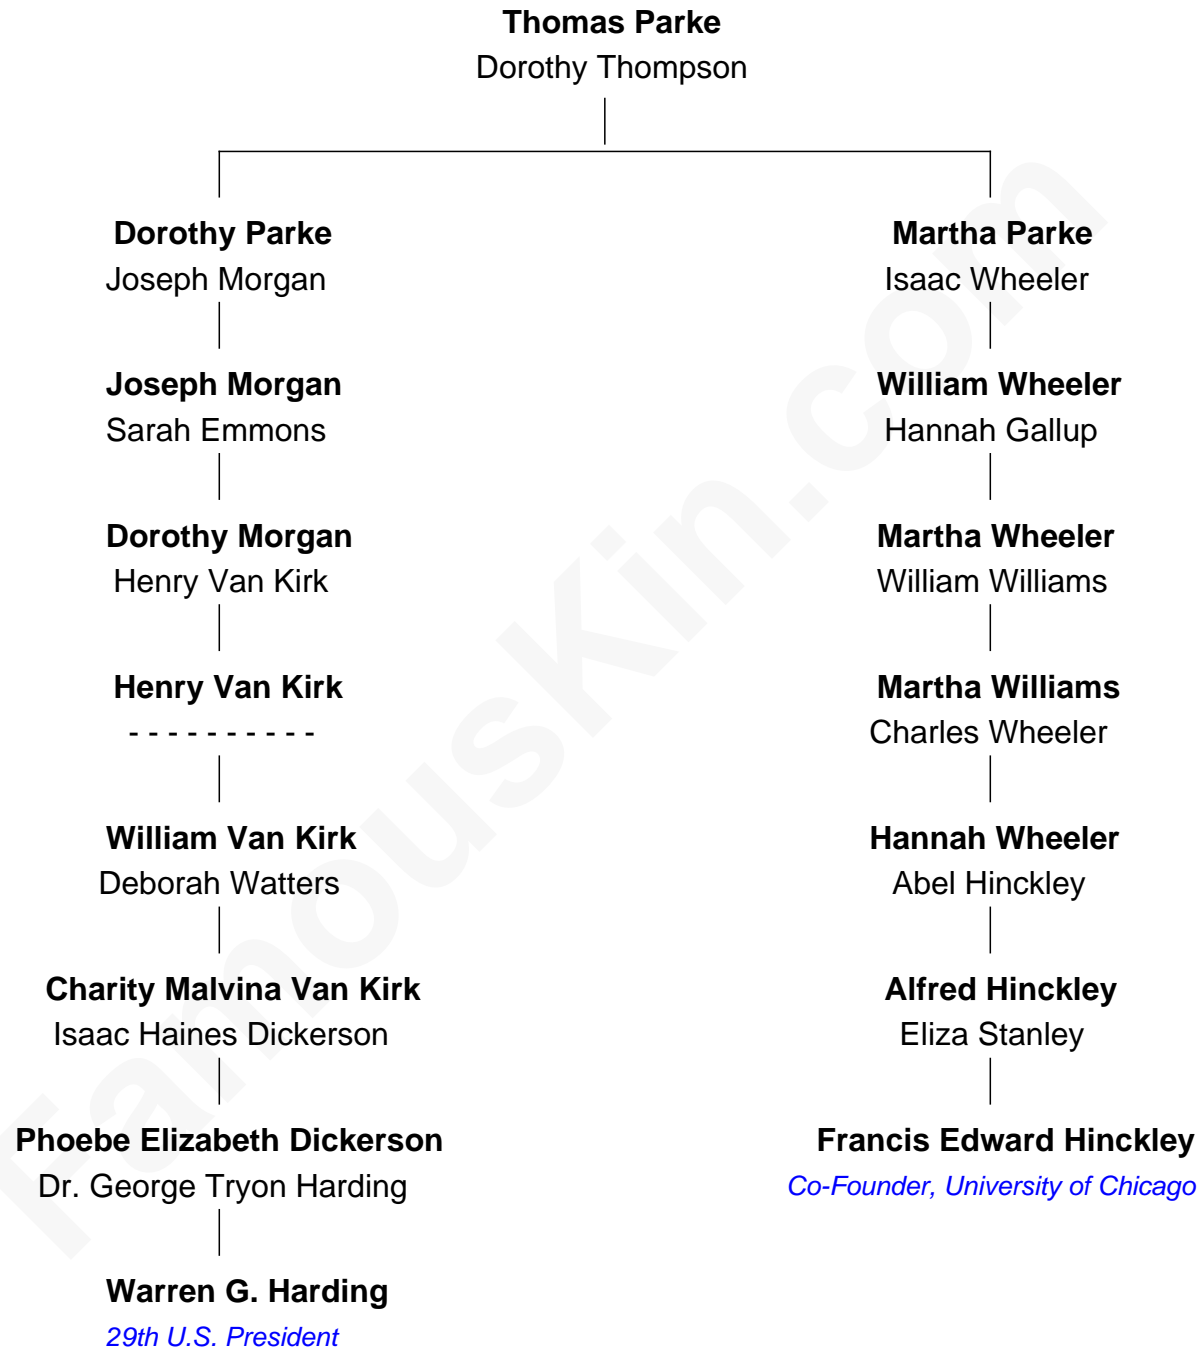 Thomas Parke
Dorothy Thompson
Dorothy Parke
Joseph Morgan
Martha Parke
Isaac Wheeler
Joseph Morgan
Sarah Emmons
William Wheeler
Hannah Gallup
Dorothy Morgan
Henry Van Kirk
Martha Wheeler
William Williams
Henry Van Kirk
- - - - - - - - - -
Martha Williams
Charles Wheeler
William Van Kirk
Deborah Watters
Hannah Wheeler
Abel Hinckley
Charity Malvina Van Kirk
Isaac Haines Dickerson
Alfred Hinckley
Eliza Stanley
Phoebe Elizabeth Dickerson
Dr. George Tryon Harding
Francis Edward Hinckley
Co-Founder, University of Chicago
Warren G. Harding
29th U.S. President
FamousKin.com